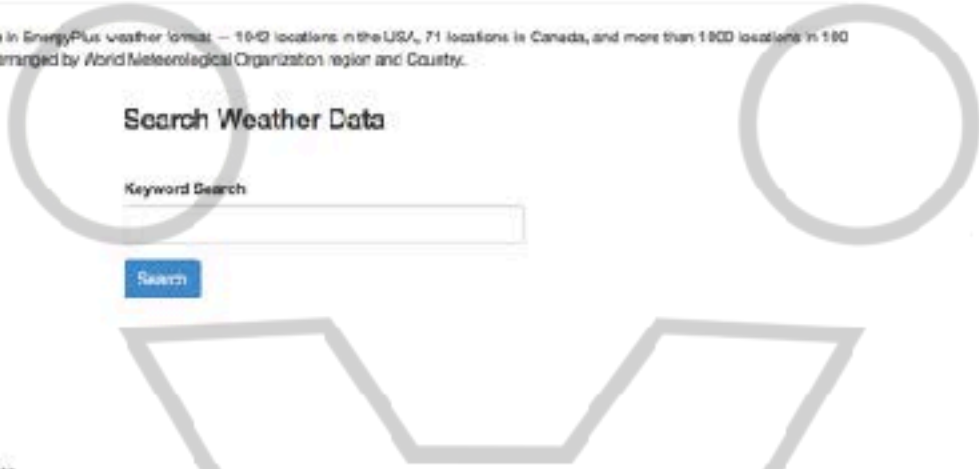 in EnergyPlus weather format — 1042 locations in the USA, 71 locations in Canada, and more than 1000 locations in 100
arranged by World Meteorological Organization region and Country.
Search Weather Data
Keyword Search
Search